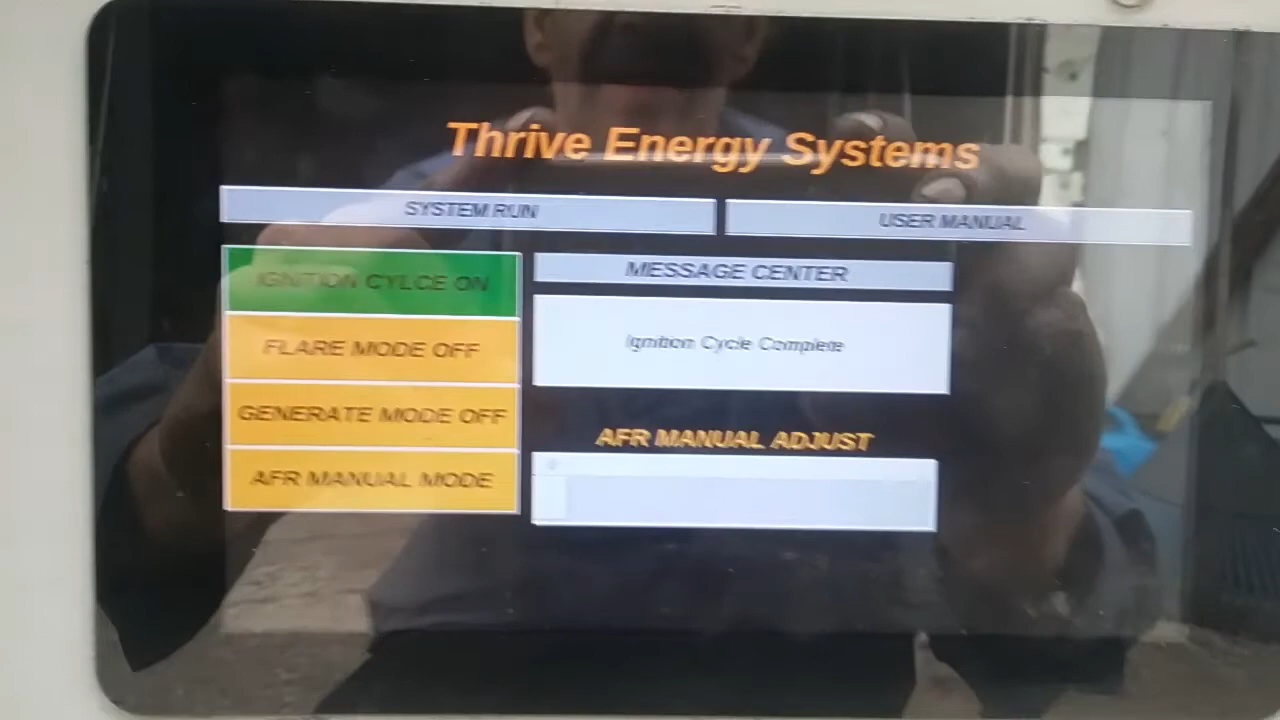 Thrive Energy Systems
SYSTEM RUN
USER MANUAL
IGNITION CYLCE ON
FLARE MODE OFF
GENERATE MODE OFF
AFR MANUAL MODE
MESSAGE CENTER
Ignition Cycle Complete
AFR MANUAL ADJUST